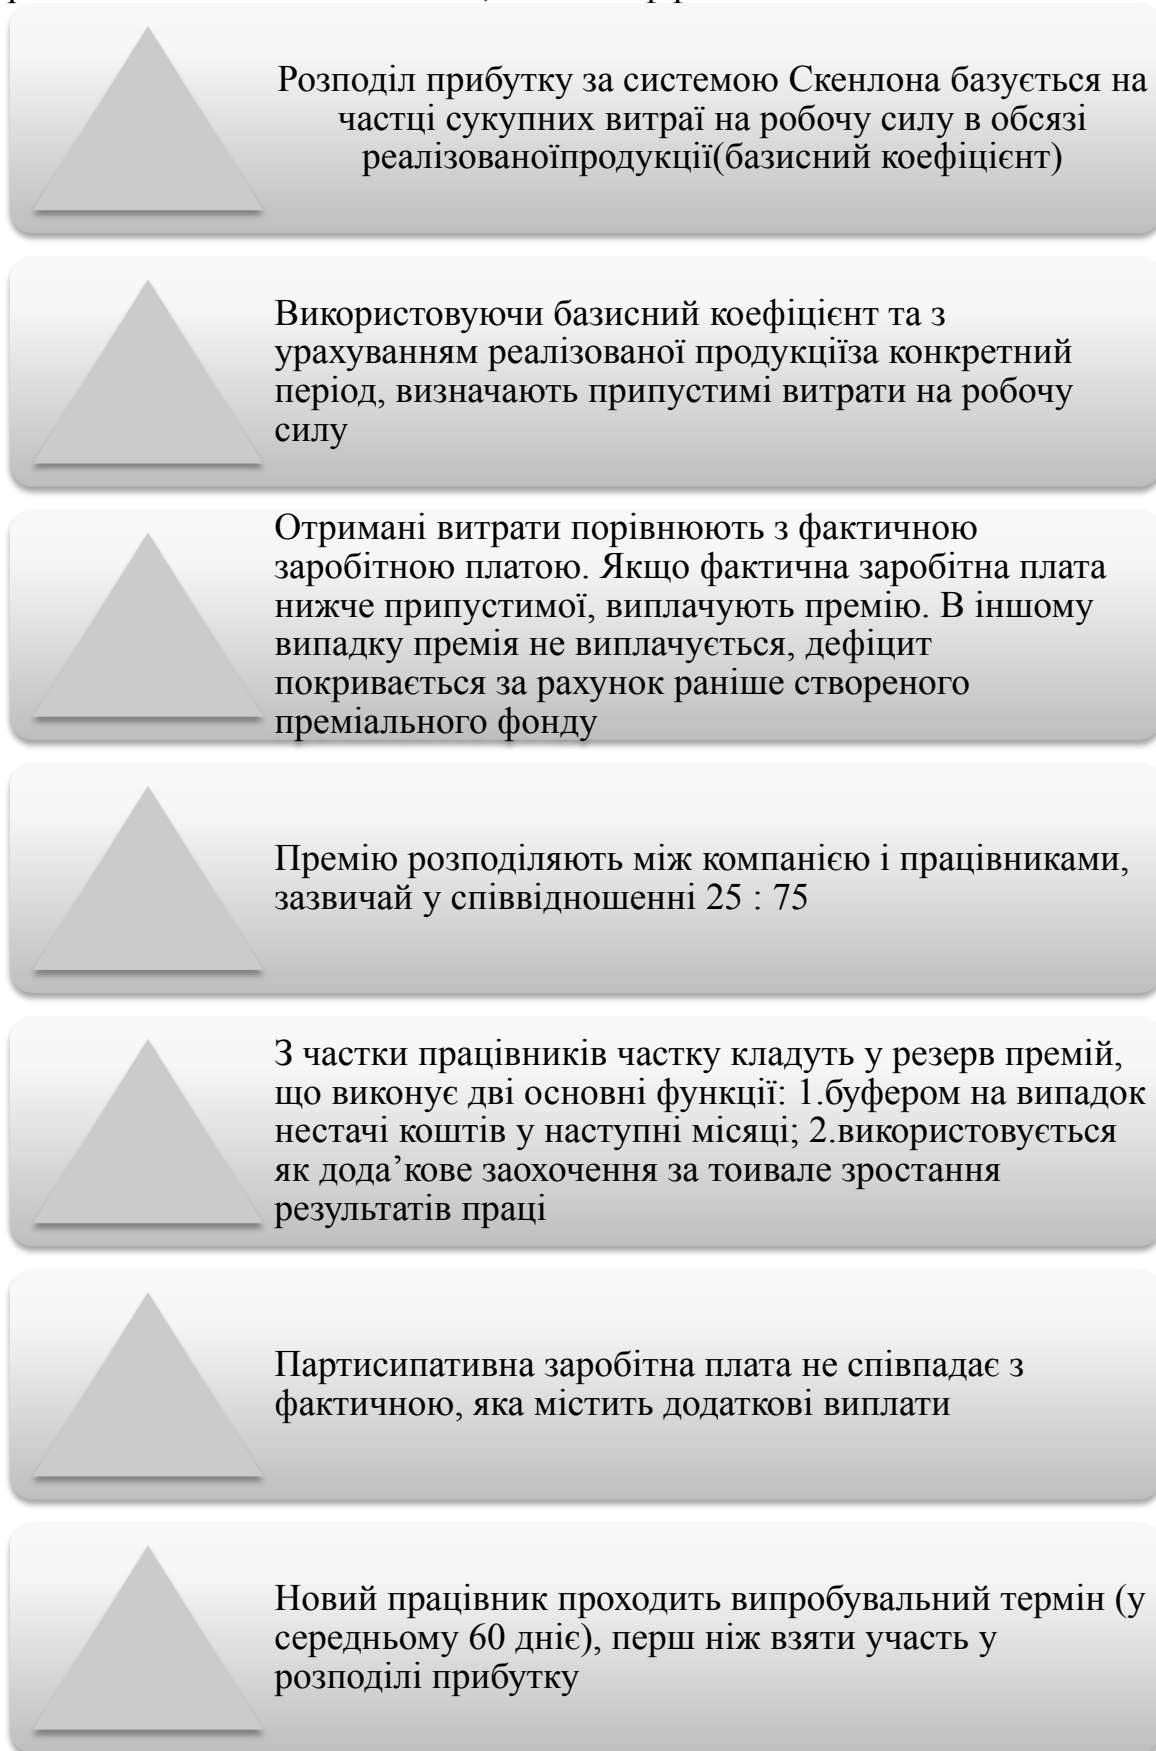 Розподіл прибутку за системою Скенлона базується на
частці сукупних витраї на робочу силу в обсязі
реалізованоїпродукції(базисний коефіцієнт)
Використовуючи базисний коефіцієнт та з
урахуванням реалізованої продукціїза конкретний
період, визначають припустимі витрати на робочу
силу
Отримані витрати порівнюють з фактичною
заробітною платою. Якщо фактична заробітна плата
нижче припустимої, виплачують премію. В іншому
випадку премія не виплачується, дефіцит
покривається за рахунок раніше створеного
преміального фонду
Премію розподіляють між компанією і працівниками,
зазвичай у співвідношенні 25 : 75
З частки працівників частку кладуть у резерв премій,
що виконує дві основні функції: 1.буфером на випадок
нестачі коштів у наступні місяці; 2.використовується
як дода’кове заохочення за тоивале зростання
результатів праці
Партисипативна заробітна плата не співпадає з
фактичною, яка містить додаткові виплати
Новий працівник проходить випробувальний термін (у
середньому 60 дніє), перш ніж взяти участь у
розподілі прибутку